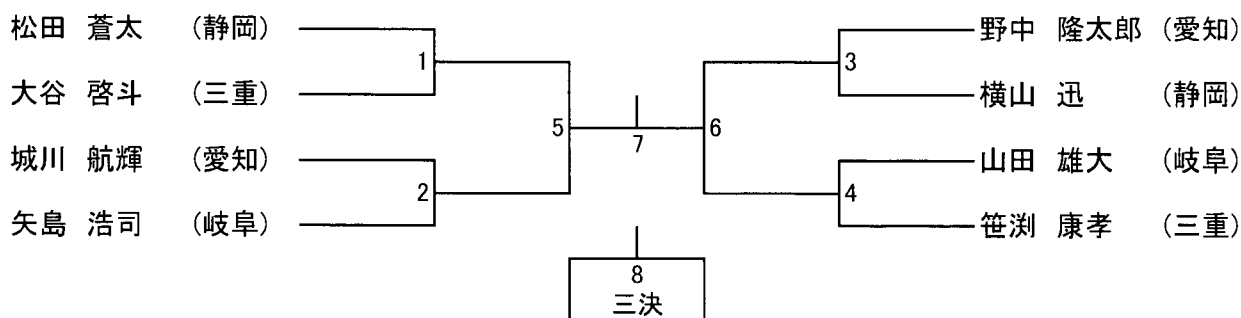 松田 蒼太 (静岡)
大谷 啓斗 (三重)
城川 航輝 (愛知)
矢島 浩司 (岐阜)
1
2
5
7
6
3
4
野中 隆太郎 (愛知)
横山 迅 (静岡)
山田 雄大 (岐阜)
笹渕 康孝 (三重)
8
三決